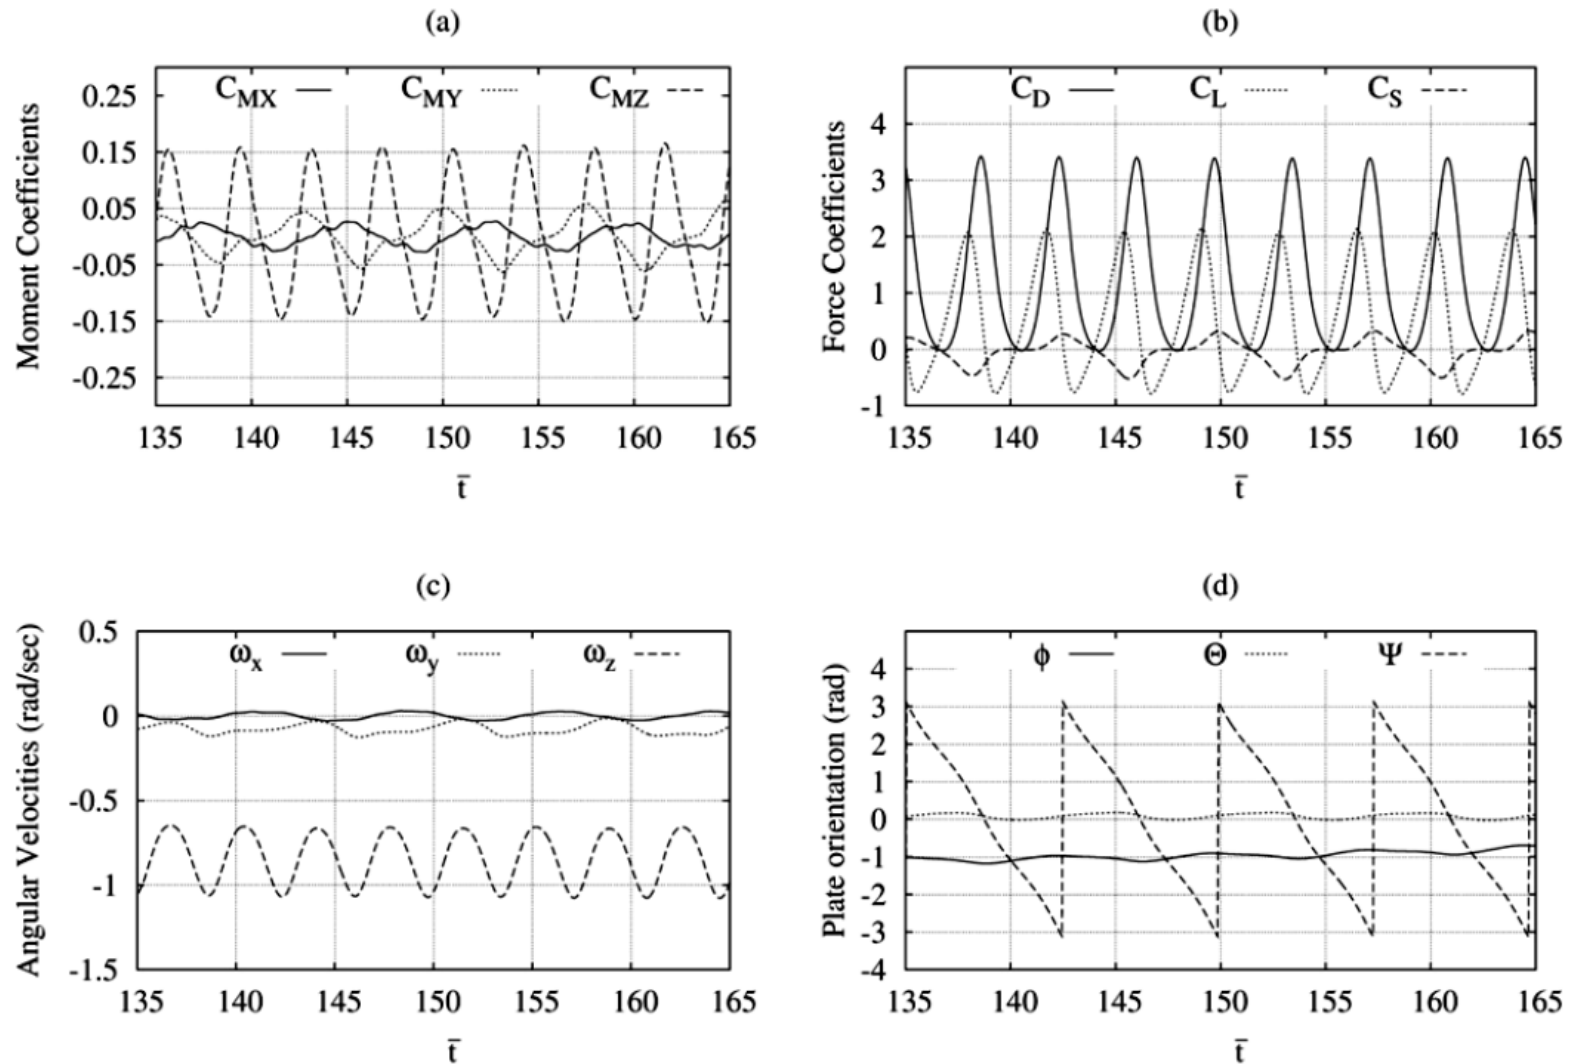 (a)
C_MX C_MY C_MZ
Moment Coefficients
0.25
0.15
0.05
-0.05
-0.15
-0.25
135 140 145 150 155 160 165
t̄
(b)
C_D C_L C_S
Force Coefficients
4
3
2
1
0
-1
135 140 145 150 155 160 165
t̄
(c)
ω_x ω_y ω_z
Angular Velocities (rad/sec)
0.5
0
-0.5
-1
-1.5
135 140 145 150 155 160 165
t̄
(d)
ϕ Θ Ψ
Plate orientation (rad)
4
3
2
1
0
-1
-2
-3
-4
135 140 145 150 155 160 165
t̄